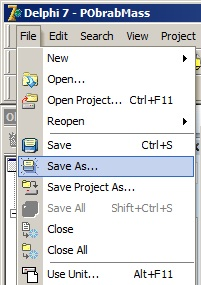 Delphi 7 - PObrabMass
File Edit Search View Project
New
Open...
Open Project... Ctrl+F11
Reopen
Save Ctrl+S
Save As...
Save Project As...
Save All Shift+Ctrl+S
Close
Close All
Use Unit... Alt+F11